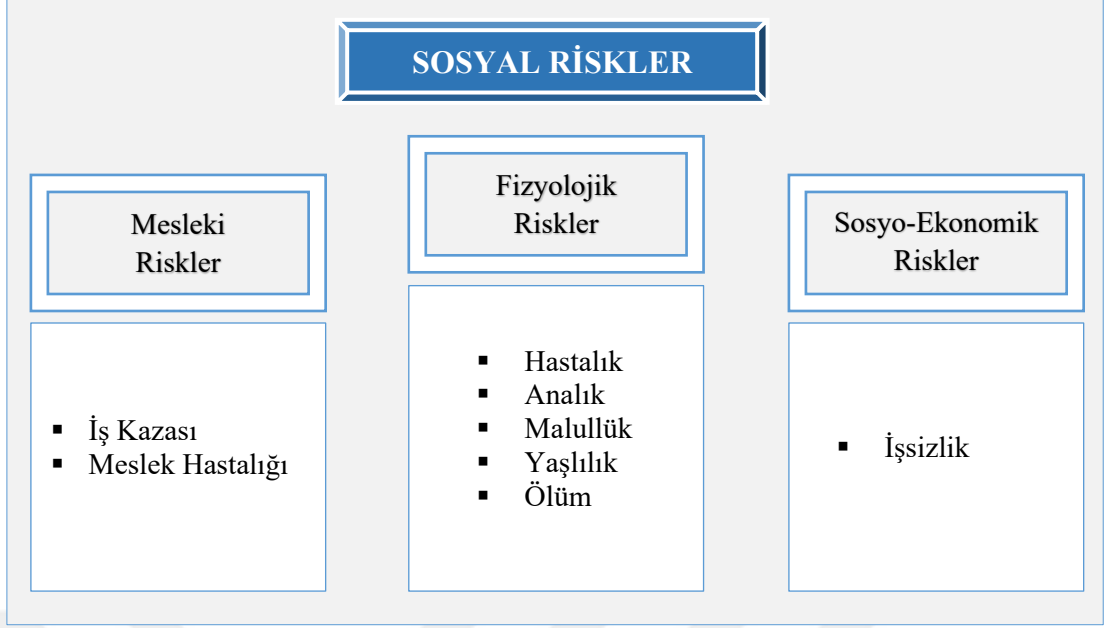 SOSYAL RİSKLER
Mesleki
Riskler
▪ İş Kazası
▪ Meslek Hastalığı
Fizyolojik
Riskler
▪ Hastalık
▪ Analık
▪ Malullük
▪ Yaşlılık
▪ Ölüm
Sosyo-Ekonomik
Riskler
▪ İşsizlik